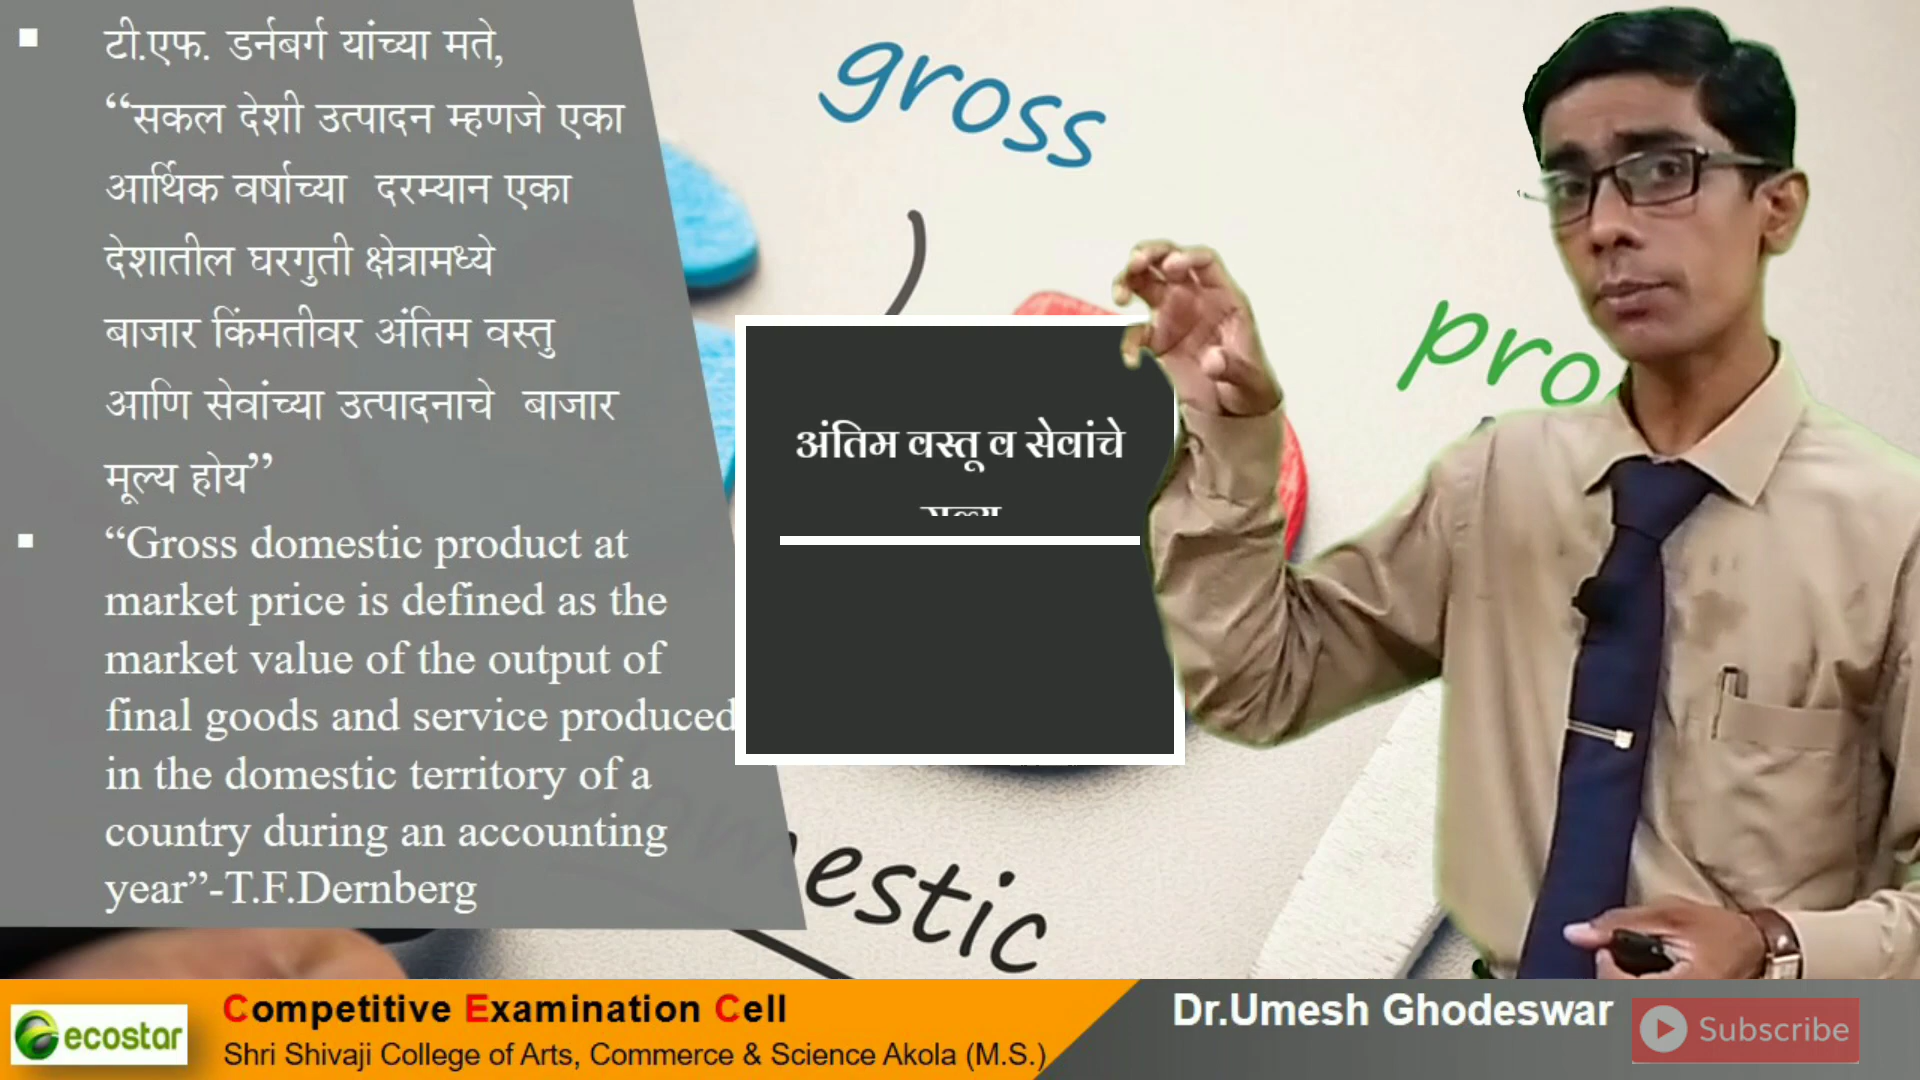 टी.एफ. डर्नबर्ग यांच्या मते,
“सकल देशी उत्पादन म्हणजे एका
आर्थिक वर्षाच्या दरम्यान एका
देशातील घरगुती क्षेत्रामध्ये
बाजार किंमतीवर अंतिम वस्तु
आणि सेवांच्या उत्पादनाचे बाजार
मूल्य होय”
“Gross domestic product at
market price is defined as the
market value of the output of
final goods and service produced
in the domestic territory of a
country during an accounting
year”-T.F.Dernberg
gross
अंतिम वस्तू व सेवांचे
ecostar
Competitive Examination Cell
Shri Shivaji College of Arts, Commerce & Science Akola (M.S.)
Dr.Umesh Ghodeswar
Subscribe